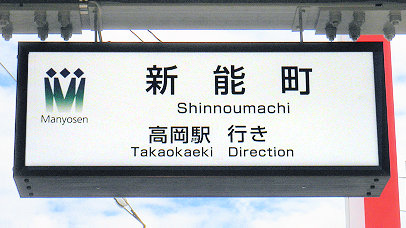 新能町
Shinnoumachi
Manyosen
高岡駅 行き
Takaokaeki Direction